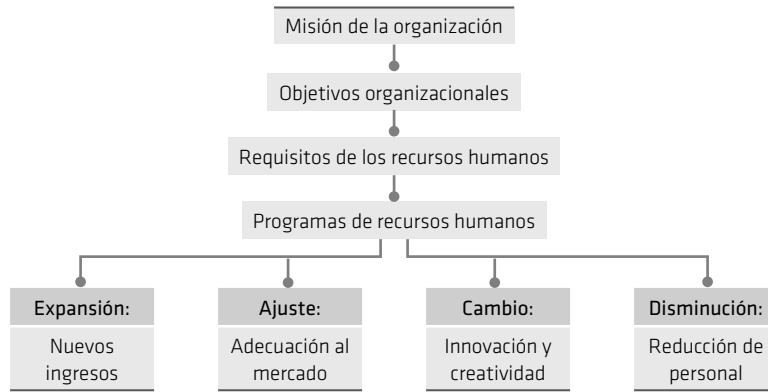 Misión de la organización
Objetivos organizacionales
Requisitos de los recursos humanos
Programas de recursos humanos
Expansión:
Nuevos
ingresos
Ajuste:
Adecuación al
mercado
Cambio:
Innovación y
creatividad
Disminución:
Reducción de
personal